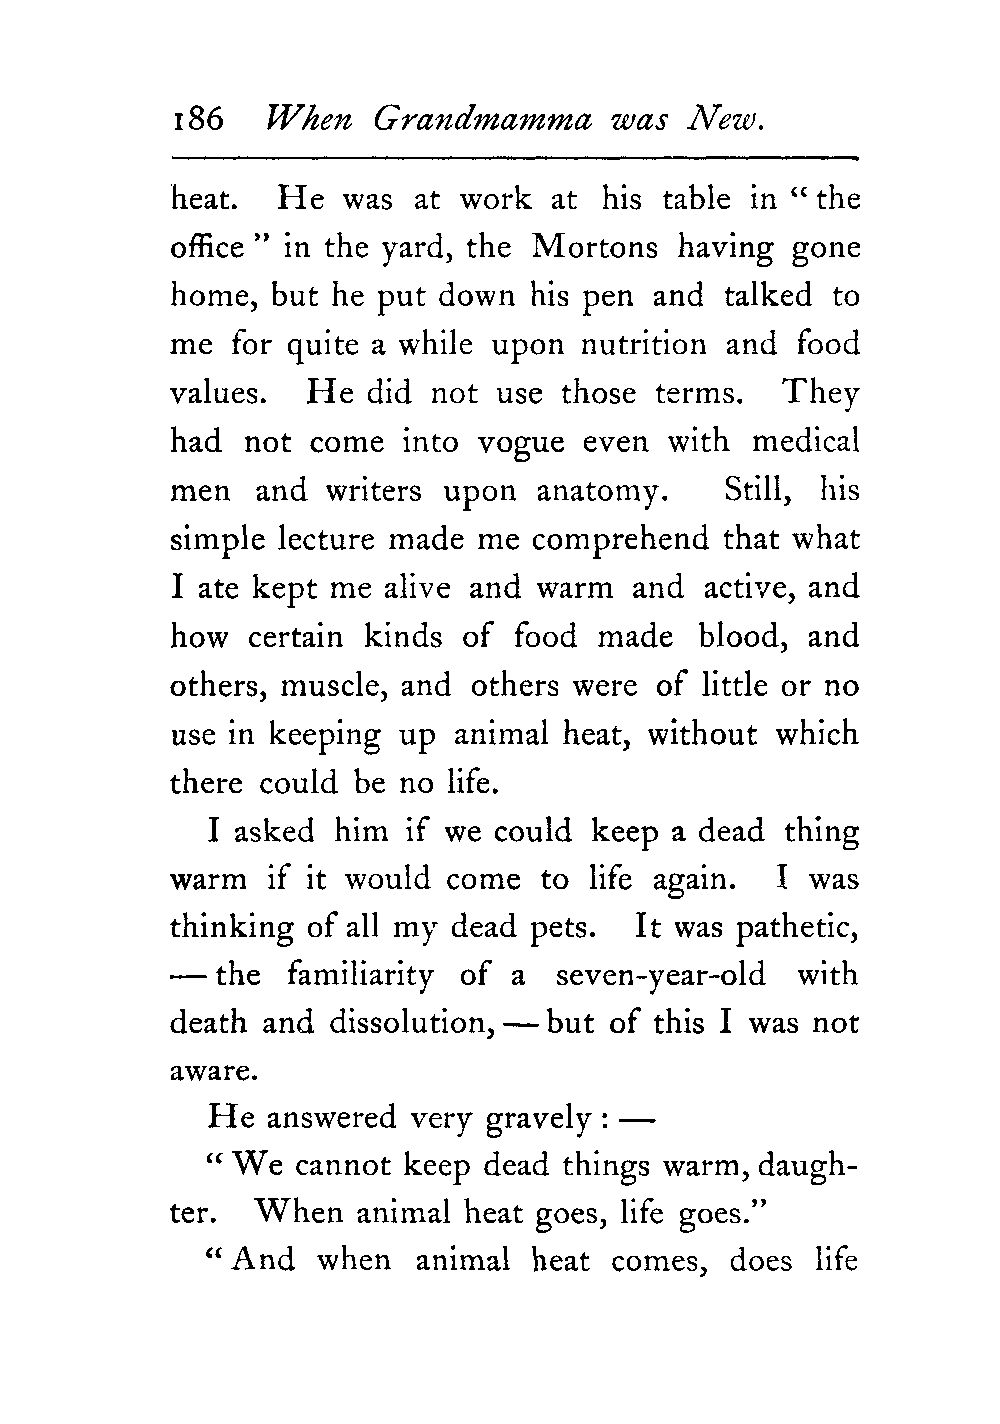 186 When Grandmamma was New.
heat. He was at work at his table in “ the
office ” in the yard, the Mortons having gone
home, but he put down his pen and talked to
me for quite a while upon nutrition and food
values. He did not use those terms. They
had not come into vogue even with medical
men and writers upon anatomy. Still, his
simple lecture made me comprehend that what
I ate kept me alive and warm and active, and
how certain kinds of food made blood, and
others, muscle, and others were of little or no
use in keeping up animal heat, without which
there could be no life.
I asked him if we could keep a dead thing
warm if it would come to life again. I was
thinking of all my dead pets. It was pathetic,
— the familiarity of a seven-year-old with
death and dissolution, — but of this I was not
aware.
He answered very gravely : —
“ We cannot keep dead things warm, daugh-
ter. When animal heat goes, life goes.”
“ And when animal heat comes, does life